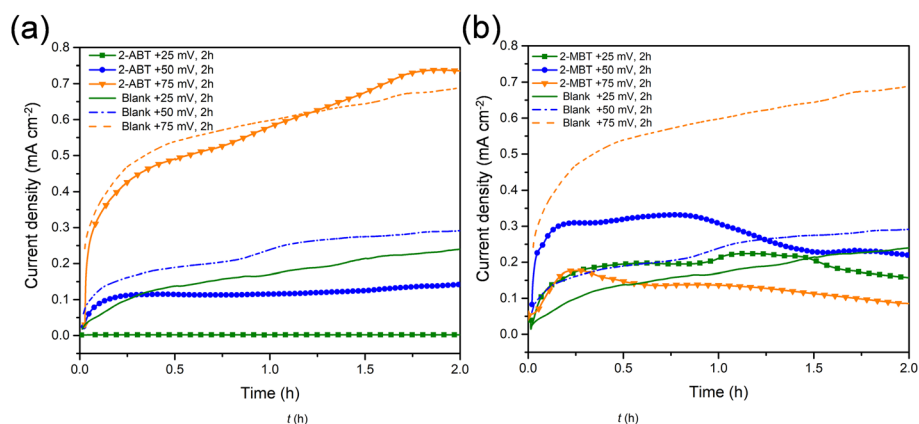 (a)
Current density (mA cm⁻²)
0.8
0.7
0.6
0.5
0.4
0.3
0.2
0.1
0.0
2-ABT +25 mV, 2h
2-ABT +50 mV, 2h
2-ABT +75 mV, 2h
Blank +25 mV, 2h
Blank +50 mV, 2h
Blank +75 mV, 2h
0.0 0.5 1.0 1.5 2.0
Time (h)
t (h)
(b)
Current density (mA cm⁻²)
0.8
0.7
0.6
0.5
0.4
0.3
0.2
0.1
0.0
2-MBT +25 mV, 2h
2-MBT +50 mV, 2h
2-MBT +75 mV, 2h
Blank +25 mV, 2h
Blank +50 mV, 2h
Blank +75 mV, 2h
0.0 0.5 1.0 1.5 2.0
Time (h)
t (h)